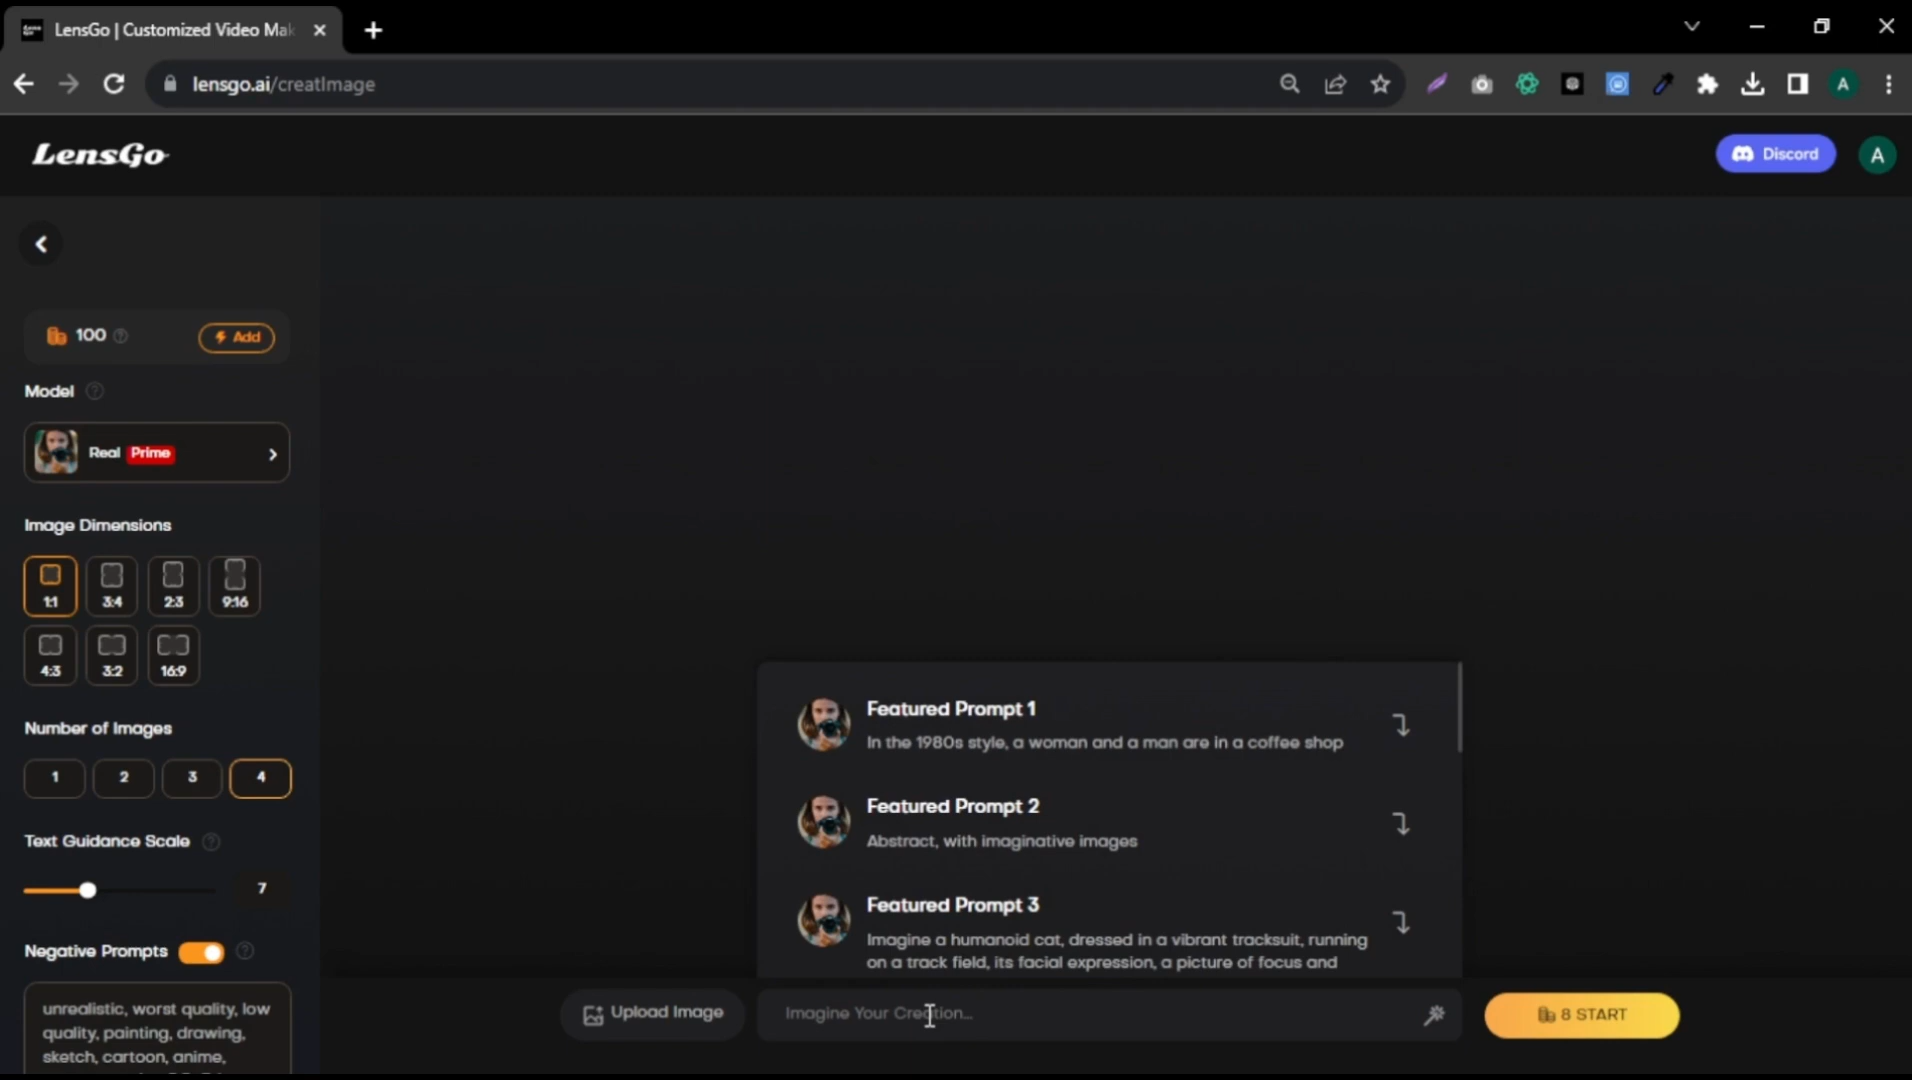 LensGo | Customized Video Mak
lensgo.ai/creatImage
A
LensGo
Discord
A
100
Add
Model
Real Prime
Image Dimensions
1:1 3:4 2:3 9:16
4:3 3:2 16:9
Number of Images
1 2 3 4
Text Guidance Scale
7
Negative Prompts
unrealistic, worst quality, low
quality, painting, drawing,
sketch, cartoon, anime,
Featured Prompt 1
In the 1980s style, a woman and a man are in a coffee shop
Featured Prompt 2
Abstract, with imaginative images
Featured Prompt 3
Imagine a humanoid cat, dressed in a vibrant tracksuit, running
on a track field, its facial expression, a picture of focus and
Upload Image
Imagine Your Creation...
8 START